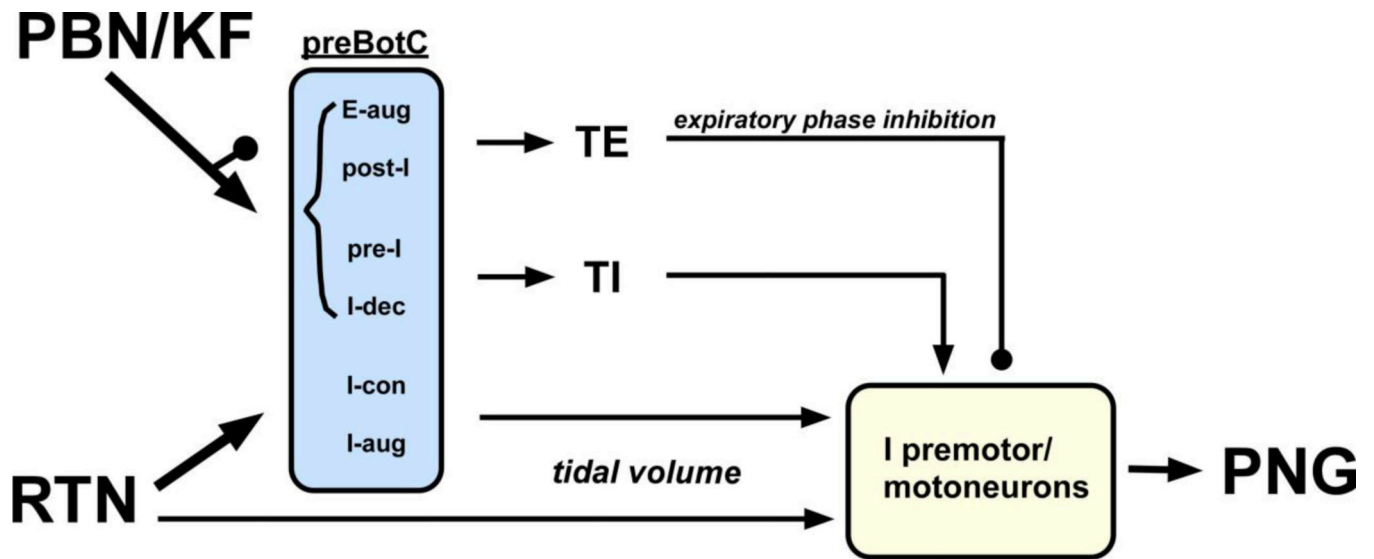 PBN/KF
preBotC
E-aug
post-I
pre-I
I-dec
I-con
I-aug
TE
expiratory phase inhibition
TI
RTN
tidal volume
I premotor/
motoneurons
PNG